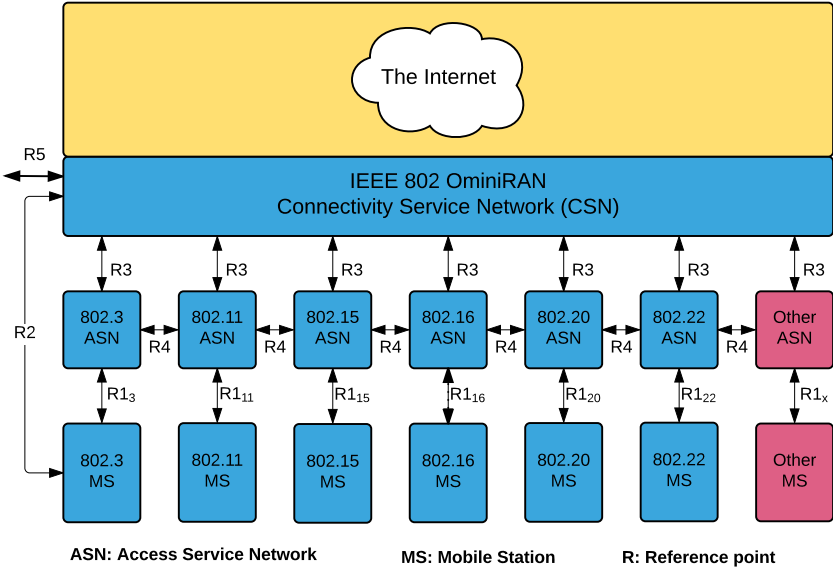 The Internet
R5
IEEE 802 OminiRAN
Connectivity Service Network (CSN)
R3 R3 R3 R3 R3 R3 R3
802.3 ASN
802.11 ASN
802.15 ASN
802.16 ASN
802.20 ASN
802.22 ASN
Other ASN
R2
R4 R4 R4 R4 R4 R4
R1₃ R1₁₁ R1₁₅ R1₁₆ R1₂₀ R1₂₂ R1ₓ
802.3 MS
802.11 MS
802.15 MS
802.16 MS
802.20 MS
802.22 MS
Other MS
ASN: Access Service Network
MS: Mobile Station
R: Reference point